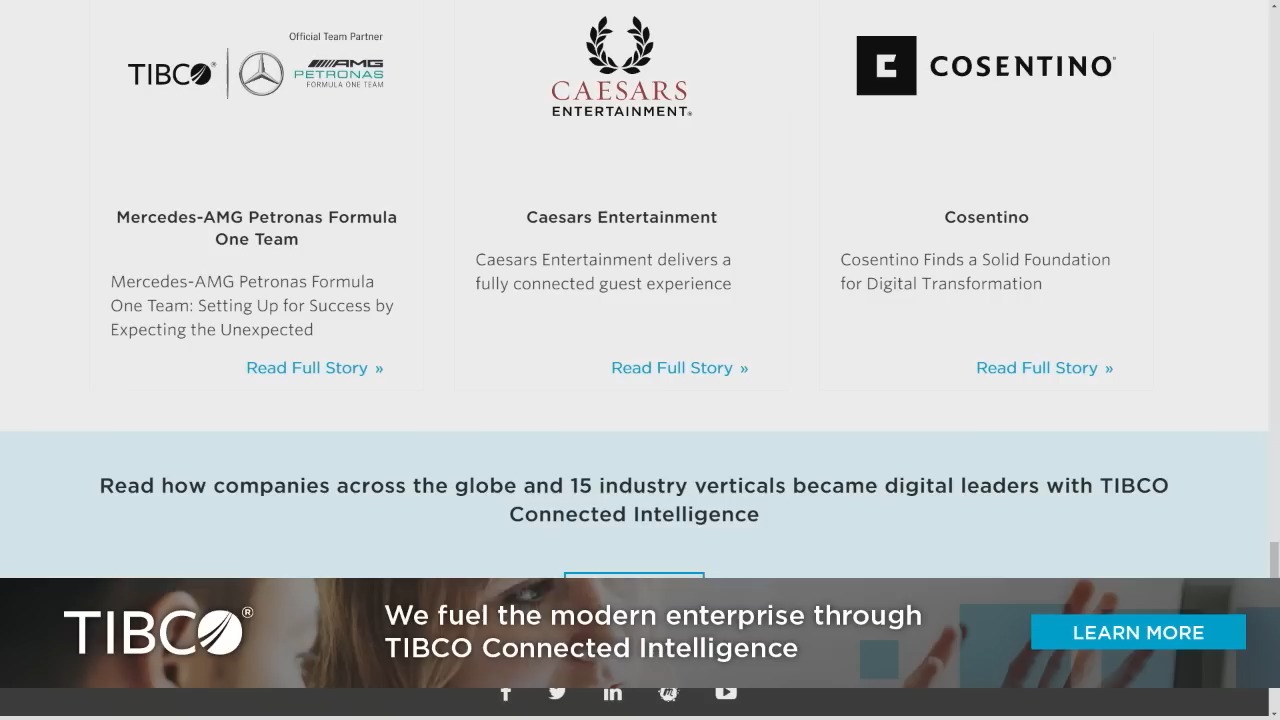 Official Team Partner
TIBCO®
AMG
PETRONAS
FORMULA ONE TEAM
CAESARS
ENTERTAINMENT®
COSENTINO®
Mercedes-AMG Petronas Formula
One Team
Mercedes-AMG Petronas Formula
One Team: Setting Up for Success by
Expecting the Unexpected
Read Full Story »
Caesars Entertainment
Caesars Entertainment delivers a
fully connected guest experience
Read Full Story »
Cosentino
Cosentino Finds a Solid Foundation
for Digital Transformation
Read Full Story »
Read how companies across the globe and 15 industry verticals became digital leaders with TIBCO
Connected Intelligence
TIBCO®
We fuel the modern enterprise through
TIBCO Connected Intelligence
LEARN MORE